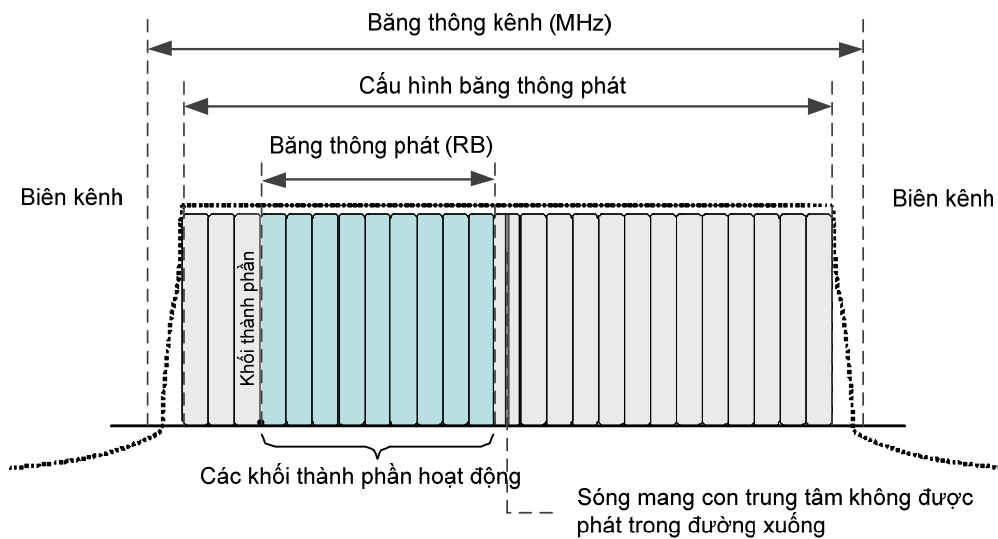 Băng thông kênh (MHz)
Cấu hình băng thông phát
Băng thông phát (RB)
Biên kênh
Biên kênh
Khối thành phần
Các khối thành phần hoạt động
Sóng mang con trung tâm không được
phát trong đường xuống